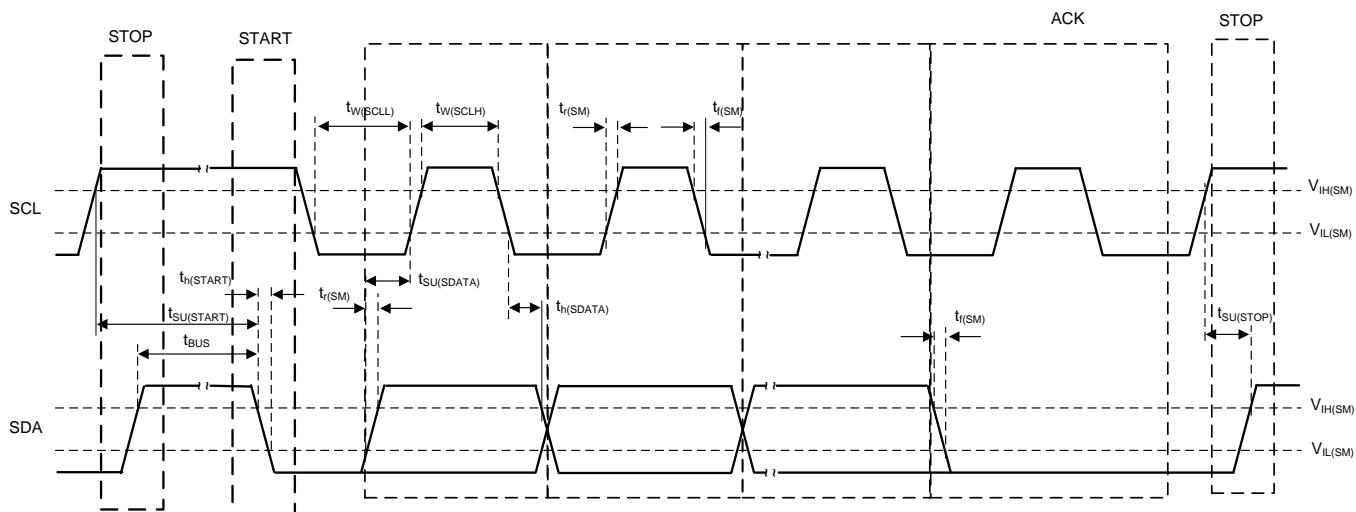 ACK
STOP START STOP
tW(SCLL) tW(SCLH) tr(SM) tf(SM)
VIH(SM)
SCL
VIL(SM)
th(START) tSU(SDATA)
tr(SM) th(SDATA)
tSU(START) tf(SM) tSU(STOP)
tBUS
VIH(SM)
SDA
VIL(SM)